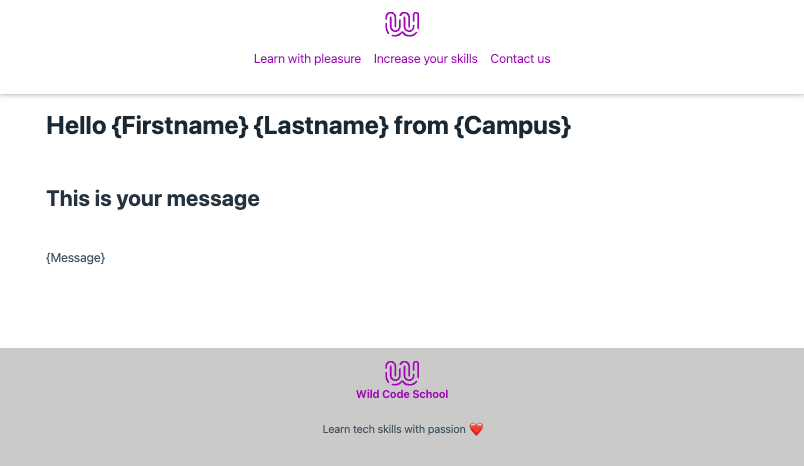 Learn with pleasure Increase your skills Contact us
Hello {Firstname} {Lastname} from {Campus}
This is your message
{Message}
Wild Code School
Learn tech skills with passion ❤️